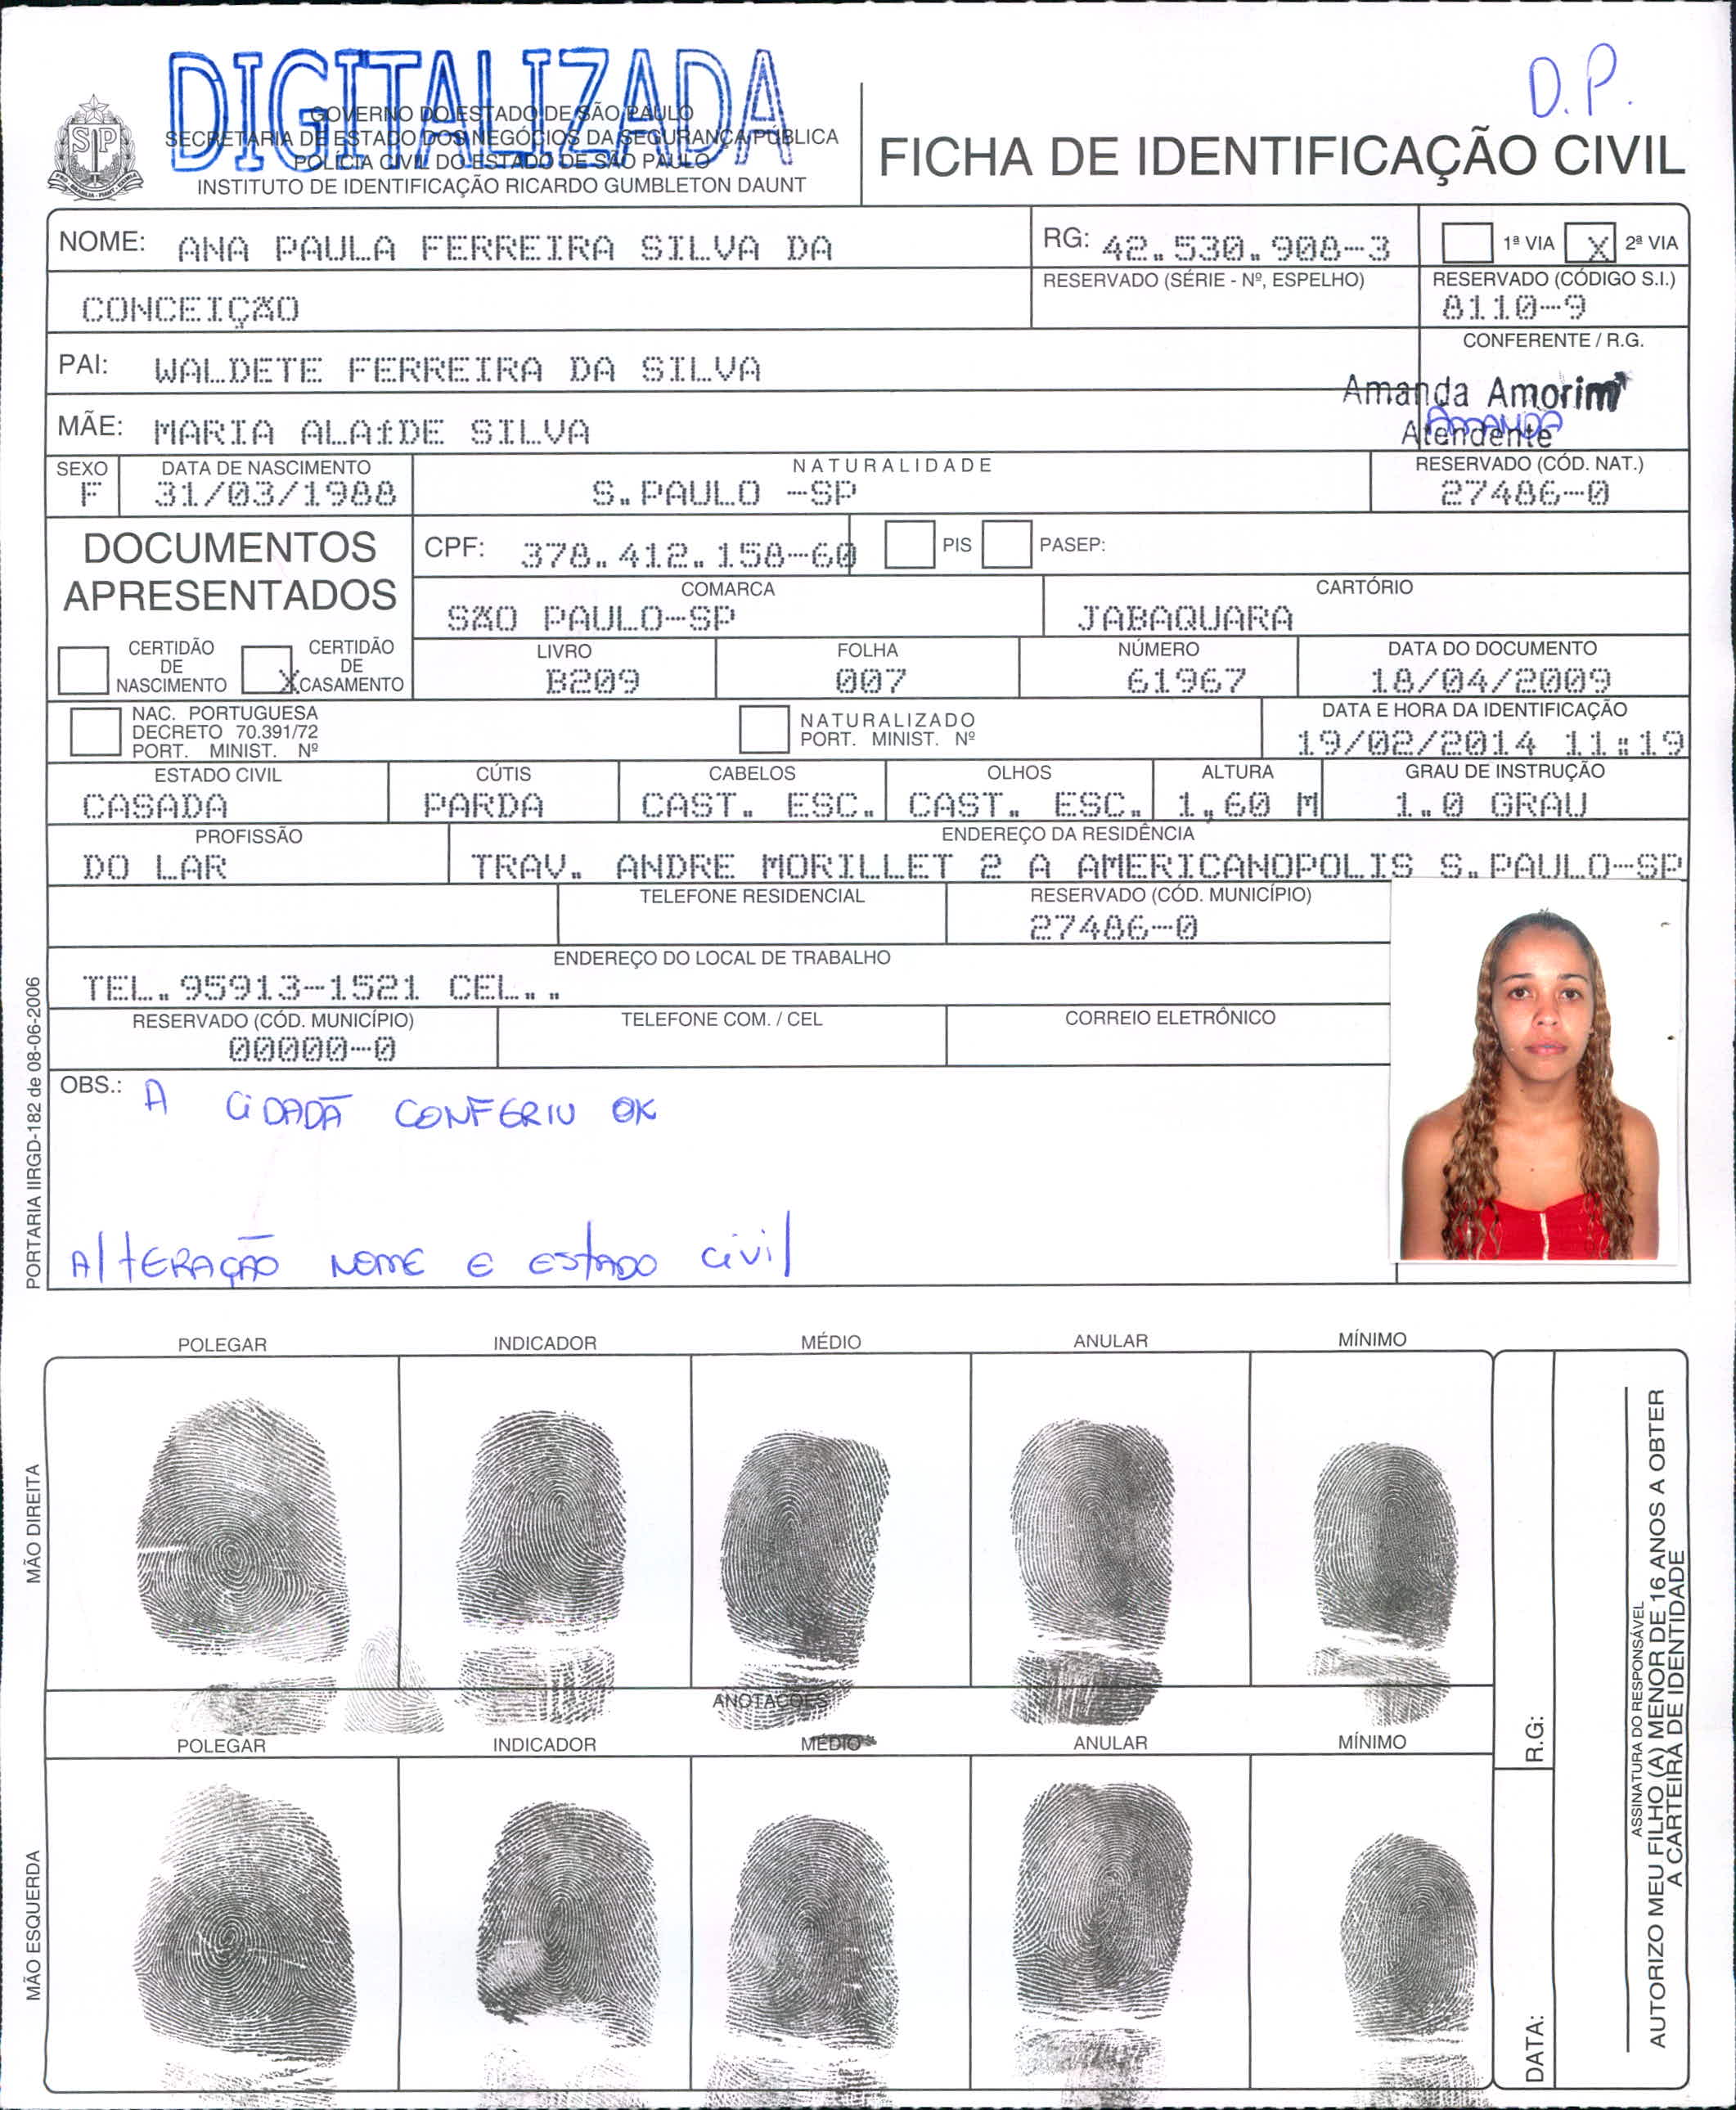 DIGITALIZADA
D.P.
GOVERNO DO ESTADO DE SÃO PAULO
SECRETARIA DE ESTADO DOS NEGÓCIOS DA SEGURANÇA PÚBLICA
POLÍCIA CIVIL DO ESTADO DE SÃO PAULO
INSTITUTO DE IDENTIFICAÇÃO RICARDO GUMBLETON DAUNT
SP
FICHA DE IDENTIFICAÇÃO CIVIL
NOME: ANA PAULA FERREIRA SILVA DA RG: 42.530.908-3 1ª VIA X 2ª VIA
RESERVADO (SÉRIE - Nº, ESPELHO) RESERVADO (CÓDIGO S.I.)
CONCEIÇÃO 8110-9
CONFERENTE / R.G.
PAI: WALDETE FERREIRA DA SILVA
Amanda Amorim
MÃE: MARIA ALAíDE SILVA
AMANDA
Atendente
SEXO DATA DE NASCIMENTO NATURALIDADE RESERVADO (CÓD. NAT.)
F 31/03/1988 S.PAULO -SP 27486-0
DOCUMENTOS
APRESENTADOS
CPF: 378.412.158-60 PIS PASEP:
COMARCA CARTÓRIO
SÃO PAULO-SP JABAQUARA
CERTIDÃO DE NASCIMENTO X CERTIDÃO DE CASAMENTO
LIVRO FOLHA NÚMERO DATA DO DOCUMENTO
B209 007 61967 18/04/2009
NAC. PORTUGUESA
DECRETO 70.391/72
PORT. MINIST. Nº
NATURALIZADO
PORT. MINIST. Nº
DATA E HORA DA IDENTIFICAÇÃO
19/02/2014 11:19
ESTADO CIVIL CÚTIS CABELOS OLHOS ALTURA GRAU DE INSTRUÇÃO
CASADA PARDA CAST. ESC. CAST. ESC. 1,60 M 1.0 GRAU
PROFISSÃO ENDEREÇO DA RESIDÊNCIA
DO LAR TRAV. ANDRE MORILLET 2 A AMERICANOPOLIS S.PAULO-SP
TELEFONE RESIDENCIAL RESERVADO (CÓD. MUNICÍPIO)
27486-0
ENDEREÇO DO LOCAL DE TRABALHO
TEL.95913-1521 CEL..
RESERVADO (CÓD. MUNICÍPIO) TELEFONE COM. / CEL CORREIO ELETRÔNICO
00000-0
OBS.: A CIDADÃ CONFERIU OK
ALTERAÇÃO NOME E ESTADO CIVIL
PORTARIA IIRGD-182 de 08-06-2006
POLEGAR INDICADOR MÉDIO ANULAR MÍNIMO
MÃO DIREITA
ANOTAÇÕES
POLEGAR INDICADOR MÉDIO ANULAR MÍNIMO
MÃO ESQUERDA
R.G:
DATA:
ASSINATURA DO RESPONSÁVEL
AUTORIZO MEU FILHO (A) MENOR DE 16 ANOS A OBTER
A CARTEIRA DE IDENTIDADE